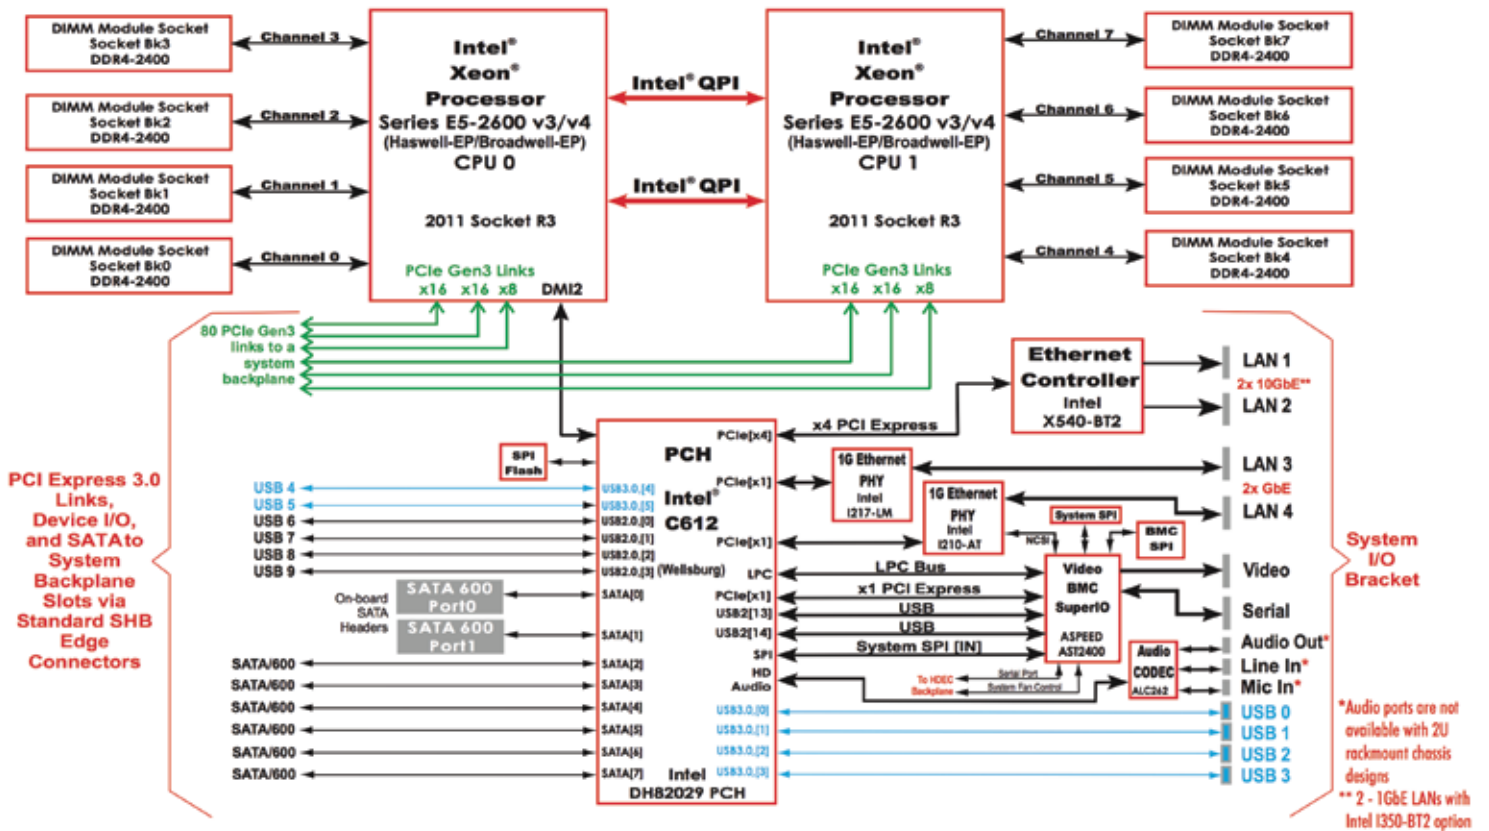 DIMM Module Socket
Socket Bk3
DDR4-2400
Channel 3
DIMM Module Socket
Socket Bk2
DDR4-2400
Channel 2
DIMM Module Socket
Socket Bk1
DDR4-2400
Channel 1
DIMM Module Socket
Socket Bk0
DDR4-2400
Channel 0
Intel®
Xeon®
Processor
Series E5-2600 v3/v4
(Haswell-EP/Broadwell-EP)
CPU 0
2011 Socket R3
PCIe Gen3 Links
x16 x16 x8 DMI2
Intel® QPI
Intel® QPI
Intel®
Xeon®
Processor
Series E5-2600 v3/v4
(Haswell-EP/Broadwell-EP)
CPU 1
2011 Socket R3
PCIe Gen3 Links
x16 x16 x8
Channel 7
DIMM Module Socket
Socket Bk7
DDR4-2400
Channel 6
DIMM Module Socket
Socket Bk6
DDR4-2400
Channel 5
DIMM Module Socket
Socket Bk5
DDR4-2400
Channel 4
DIMM Module Socket
Socket Bk4
DDR4-2400
80 PCIe Gen3
links to a
system
backplane
PCI Express 3.0
Links,
Device I/O,
and SATA to
System
Backplane
Slots via
Standard SHB
Edge
Connectors
SPI
Flash
USB 4
USB 5
USB 6
USB 7
USB 8
USB 9
On-board
SATA
Headers
SATA 600
Port0
SATA 600
Port1
SATA/600
SATA/600
SATA/600
SATA/600
SATA/600
SATA/600
PCH
Intel®
C612
(Wellsburg)
Intel
DH82029 PCH
USB3.0,[4]
USB3.0,[5]
USB2.0,[0]
USB2.0,[1]
USB2.0,[2]
USB2.0,[3]
SATA[0]
SATA[1]
SATA[2]
SATA[3]
SATA[4]
SATA[5]
SATA[6]
SATA[7]
PCIe[x4]
PCIe[x1]
PCIe[x1]
LPC
PCIe[x1]
USB2[13]
USB2[14]
SPI
HD
Audio
USB3.0,[0]
USB3.0,[1]
USB3.0,[2]
USB3.0,[3]
x4 PCI Express
Ethernet
Controller
Intel
X540-BT2
1G Ethernet
PHY
Intel
I217-LM
1G Ethernet
PHY
Intel
I210-AT
NCSI
System SPI
BMC
SPI
LPC Bus
x1 PCI Express
USB
USB
System SPI [IN]
Video
BMC
SuperIO
ASPEED
AST2400
To HDEC
Backplane
Serial Port
System Fan Control
Audio
CODEC
ALC262
LAN 1
2x 10GbE**
LAN 2
LAN 3
2x GbE
LAN 4
Video
Serial
Audio Out*
Line In*
Mic In*
USB 0
USB 1
USB 2
USB 3
System
I/O
Bracket
*Audio ports are not
available with 2U
rackmount chassis
designs
** 2 - 1GbE LANs with
Intel I350-BT2 option